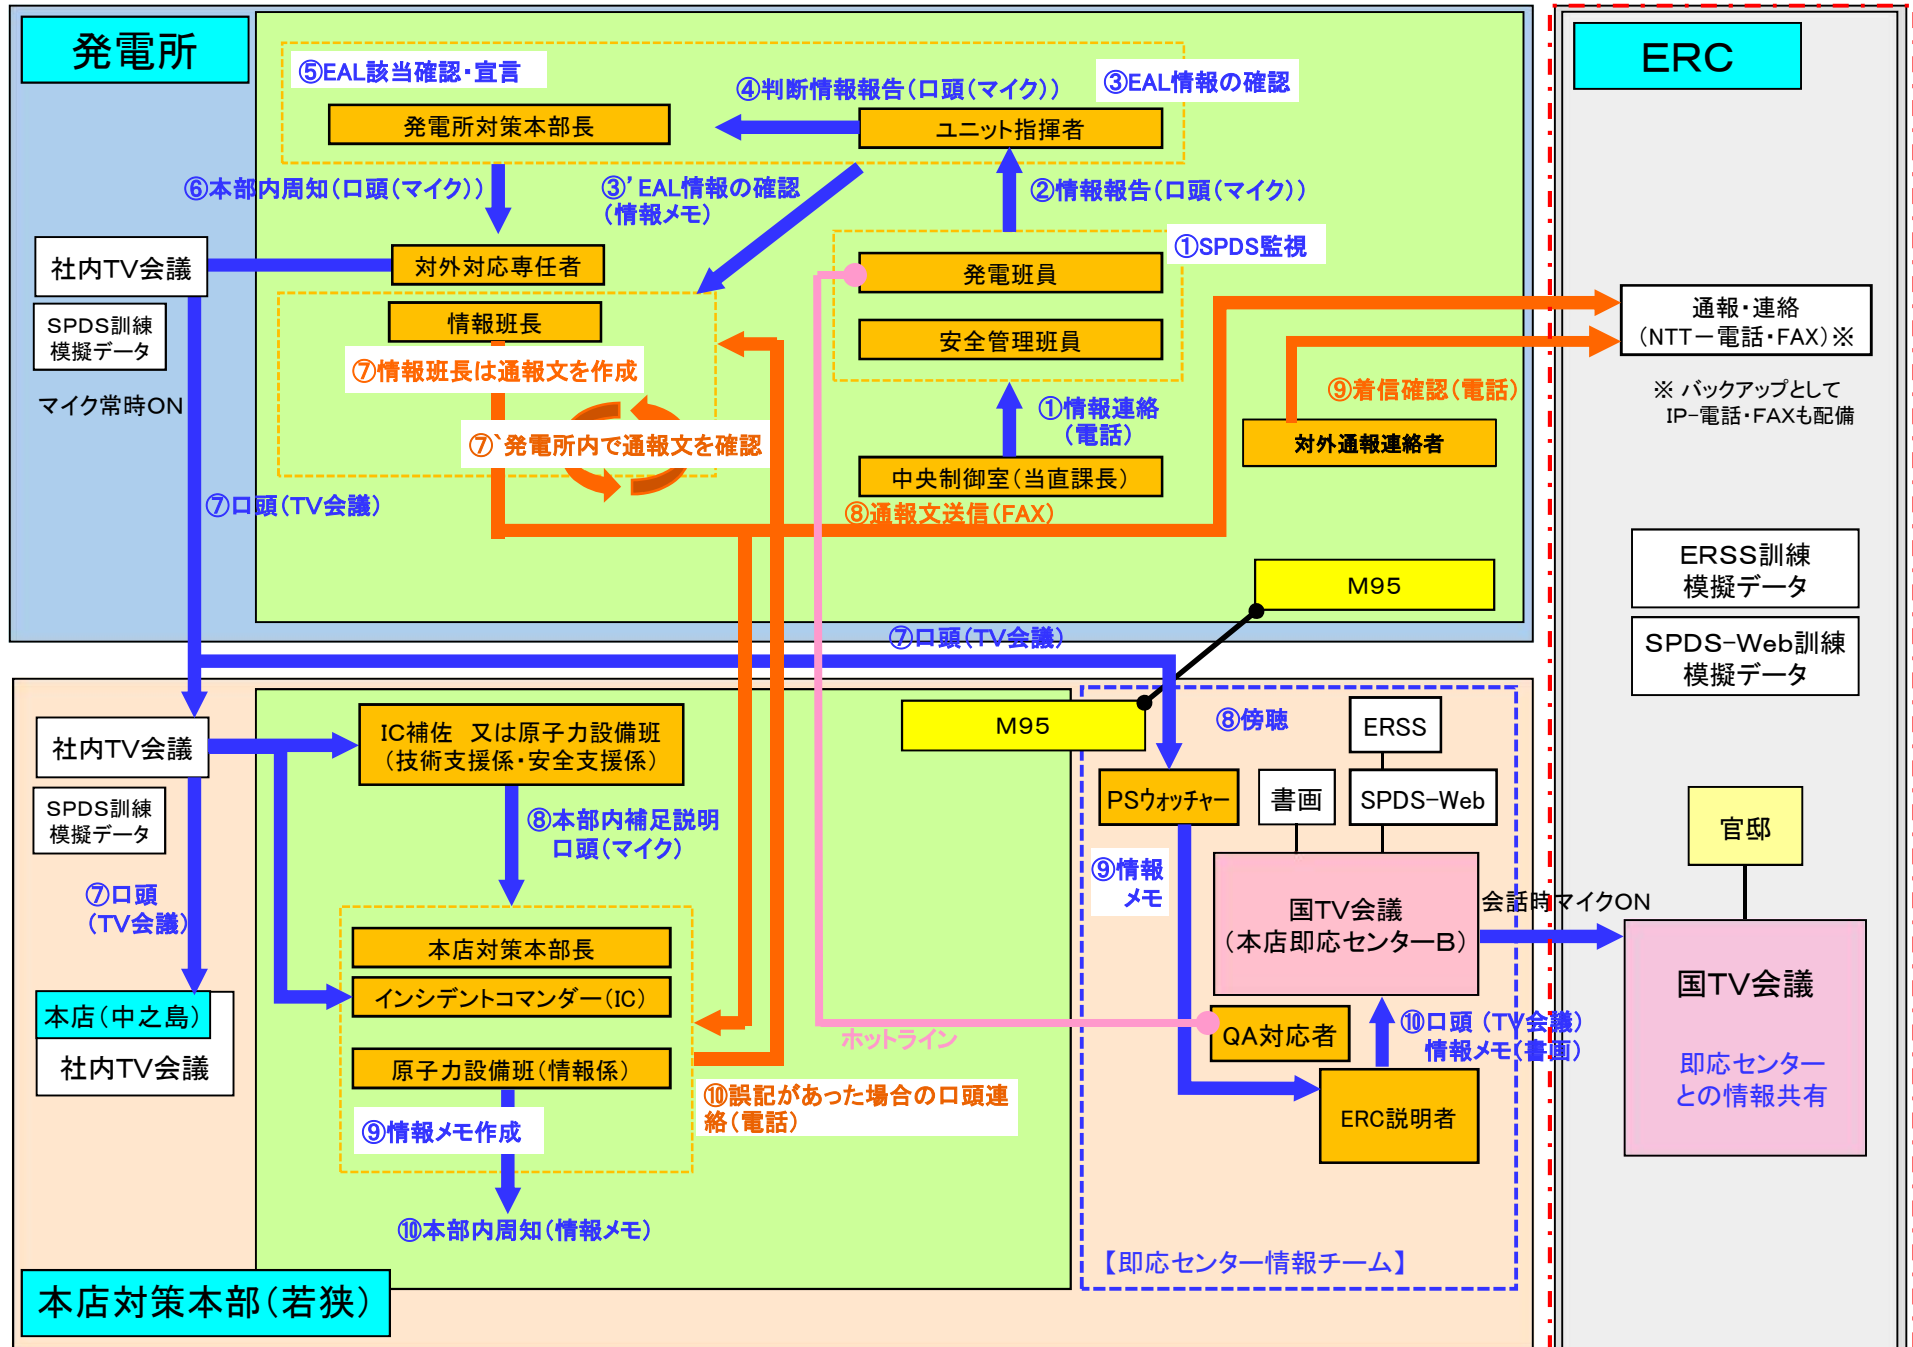 発電所
⑤EAL該当確認・宣言
発電所対策本部長
④判断情報報告(口頭(マイク))
③EAL情報の確認
ユニット指揮者
⑥本部内周知(口頭(マイク))
③’EAL情報の確認
(情報メモ)
②情報報告(口頭(マイク))
①SPDS監視
社内TV会議
対外対応専任者
発電班員
SPDS訓練
模擬データ
情報班長
安全管理班員
マイク常時ON
⑦情報班長は通報文を作成
⑦`発電所内で通報文を確認
①情報連絡
(電話)
中央制御室(当直課長)
⑨着信確認(電話)
対外通報連絡者
⑦口頭(TV会議)
⑧通報文送信(FAX)
M95
⑦口頭(TV会議)
ERC
通報・連絡
(NTT-電話・FAX)※
※ バックアップとして
IP-電話・FAXも配備
ERSS訓練
模擬データ
SPDS-Web訓練
模擬データ
官邸
国TV会議
即応センター
との情報共有
社内TV会議
SPDS訓練
模擬データ
⑦口頭
(TV会議)
本店(中之島)
社内TV会議
IC補佐 又は原子力設備班
(技術支援係・安全支援係)
⑧本部内補足説明
口頭(マイク)
本店対策本部長
インシデントコマンダー(IC)
原子力設備班(情報係)
⑨情報メモ作成
⑩本部内周知(情報メモ)
⑩誤記があった場合の口頭連
絡(電話)
ホットライン
M95
⑧傍聴
ERSS
PSウォッチャー
書画
SPDS-Web
⑨情報
メモ
国TV会議
(本店即応センターB)
会話時マイクON
QA対応者
⑩口頭 (TV会議)
情報メモ(書画)
ERC説明者
【即応センター情報チーム】
本店対策本部(若狭)